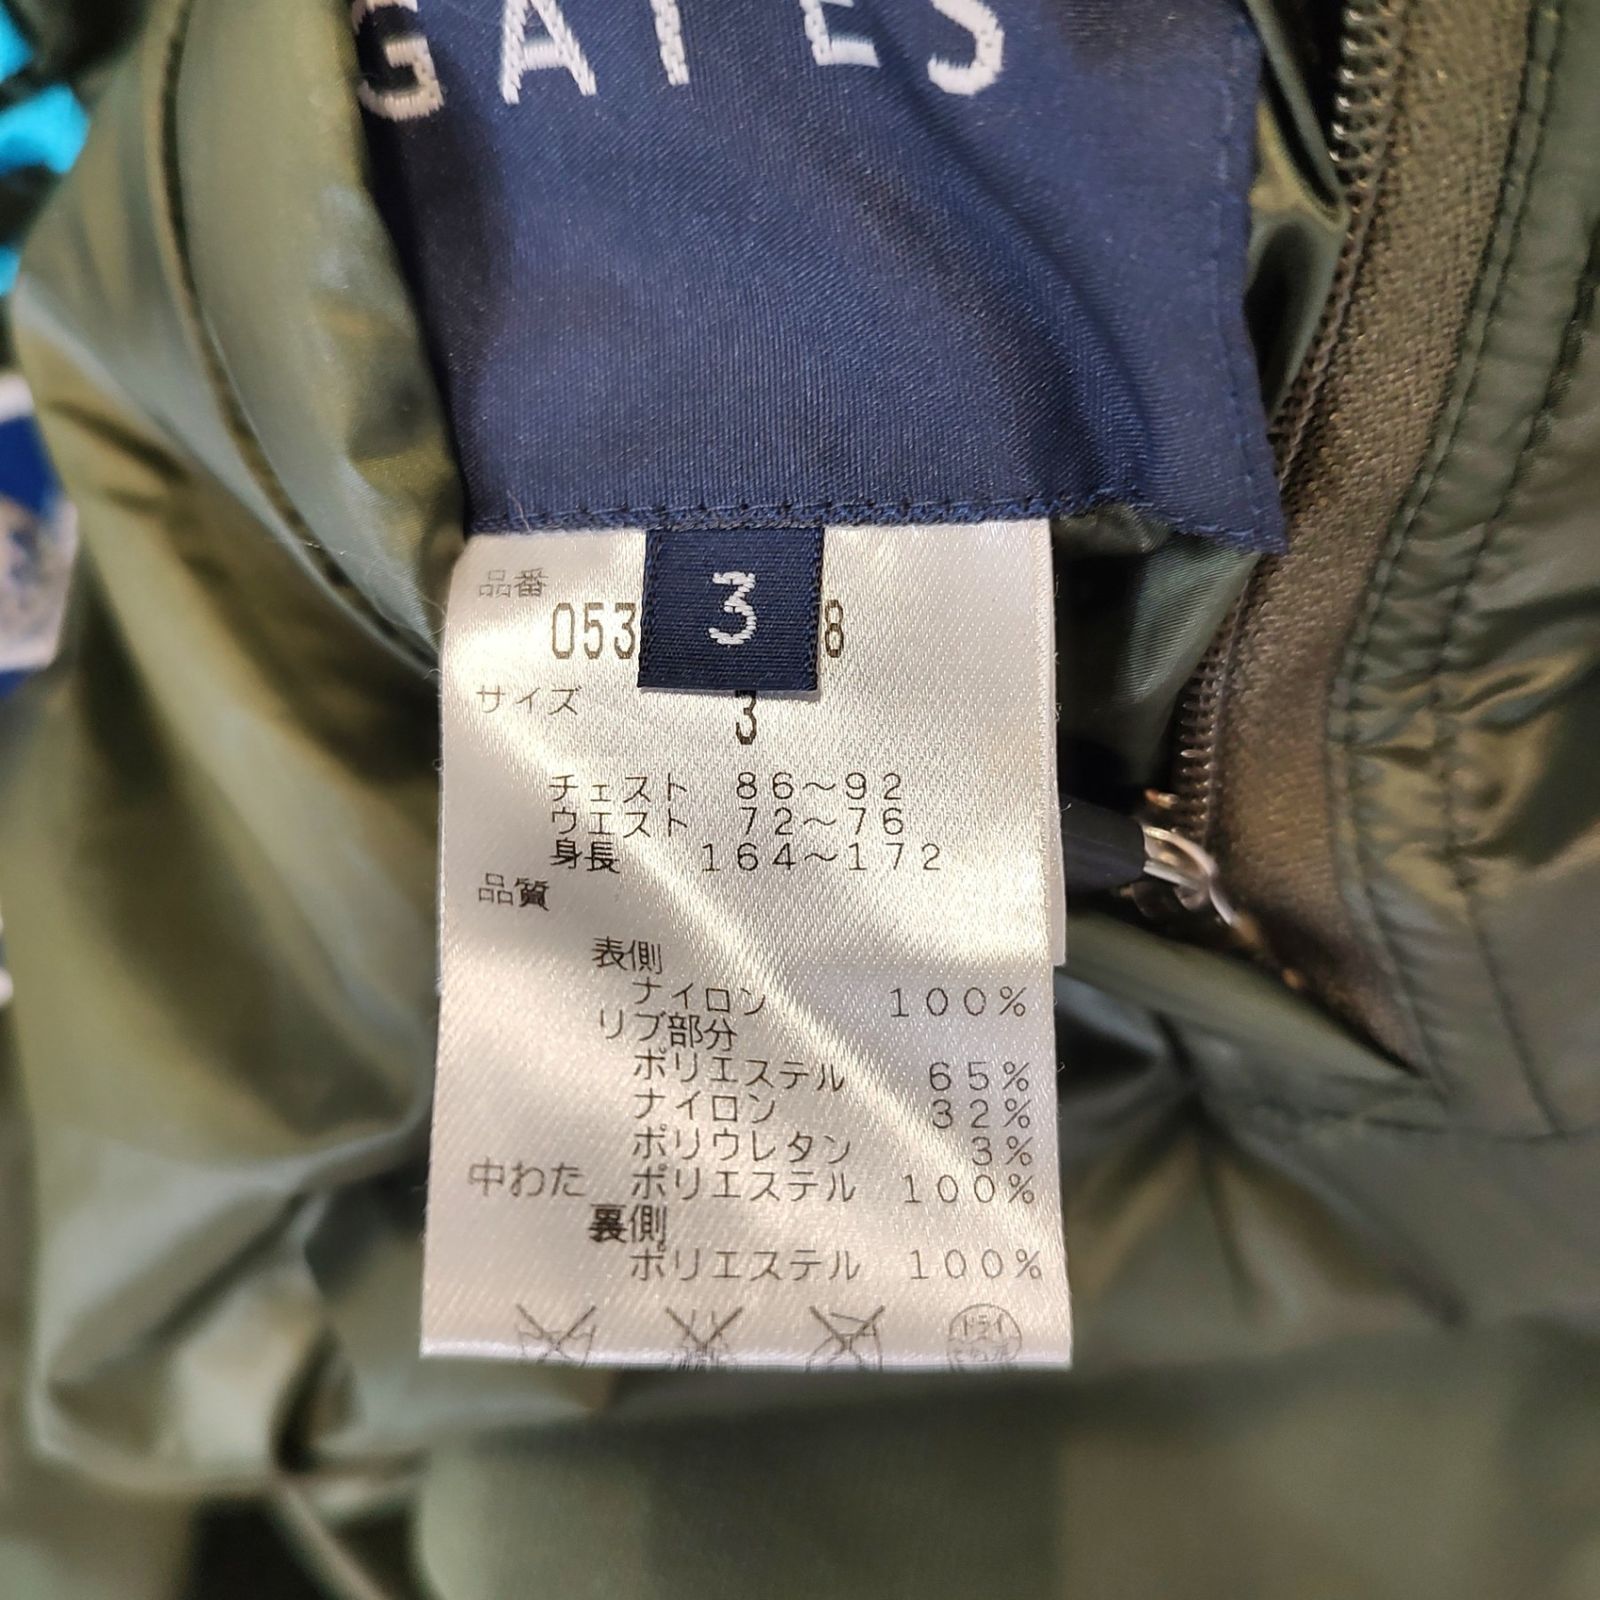 GATES
3
品番
053 8
サイズ
3
チェスト 86〜92
ウエスト 72〜76
身長 164〜172
品質
表側
ナイロン 100%
リブ部分
ポリエステル 65%
ナイロン 32%
ポリウレタン 3%
中わた ポリエステル 100%
裏側
ポリエステル 100%
ドライ